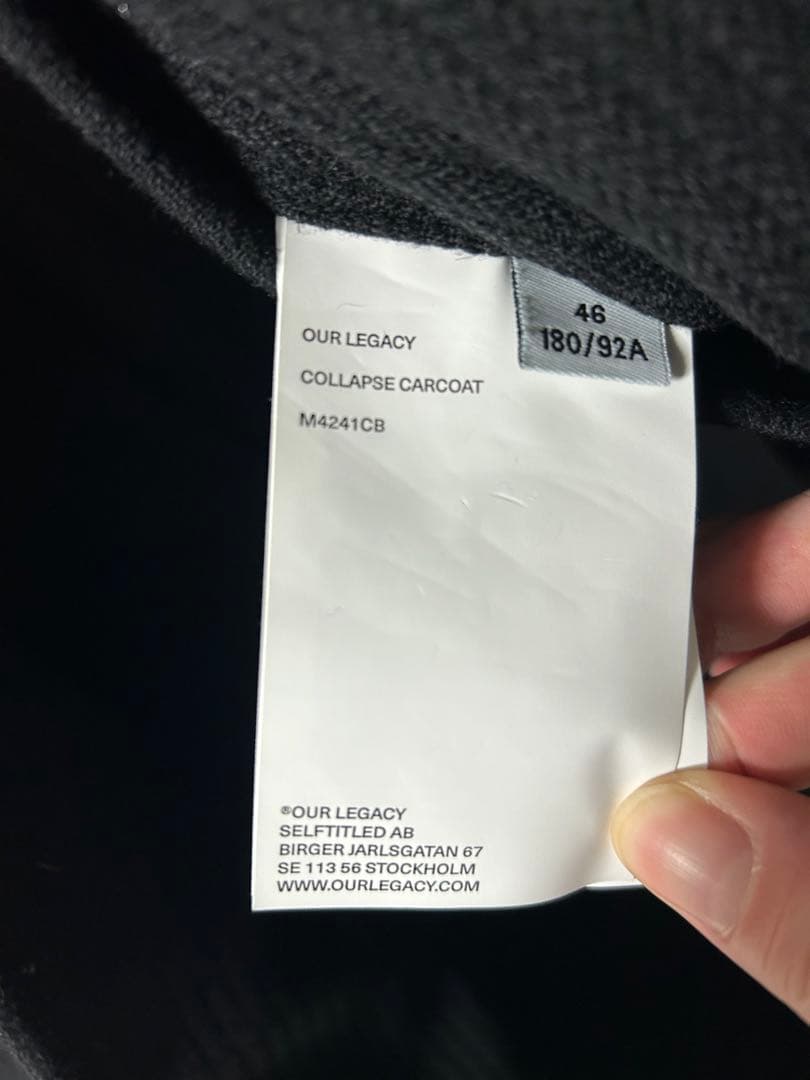 46
180/92A
OUR LEGACY
COLLAPSE CARCOAT
M4241CB
®OUR LEGACY
SELFTITLED AB
BIRGER JARLSGATAN 67
SE 113 56 STOCKHOLM
WWW.OURLEGACY.COM